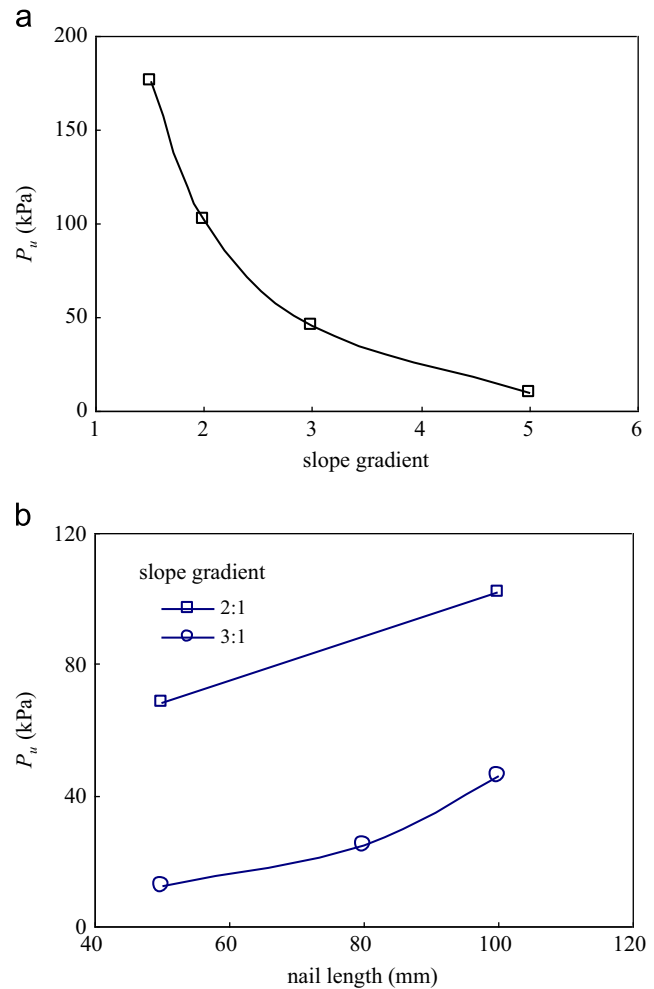 a
200
150
100
50
0
P_u (kPa)
1 2 3 4 5 6
slope gradient
b
120
80
40
0
P_u (kPa)
slope gradient
2:1
3:1
40 60 80 100 120
nail length (mm)